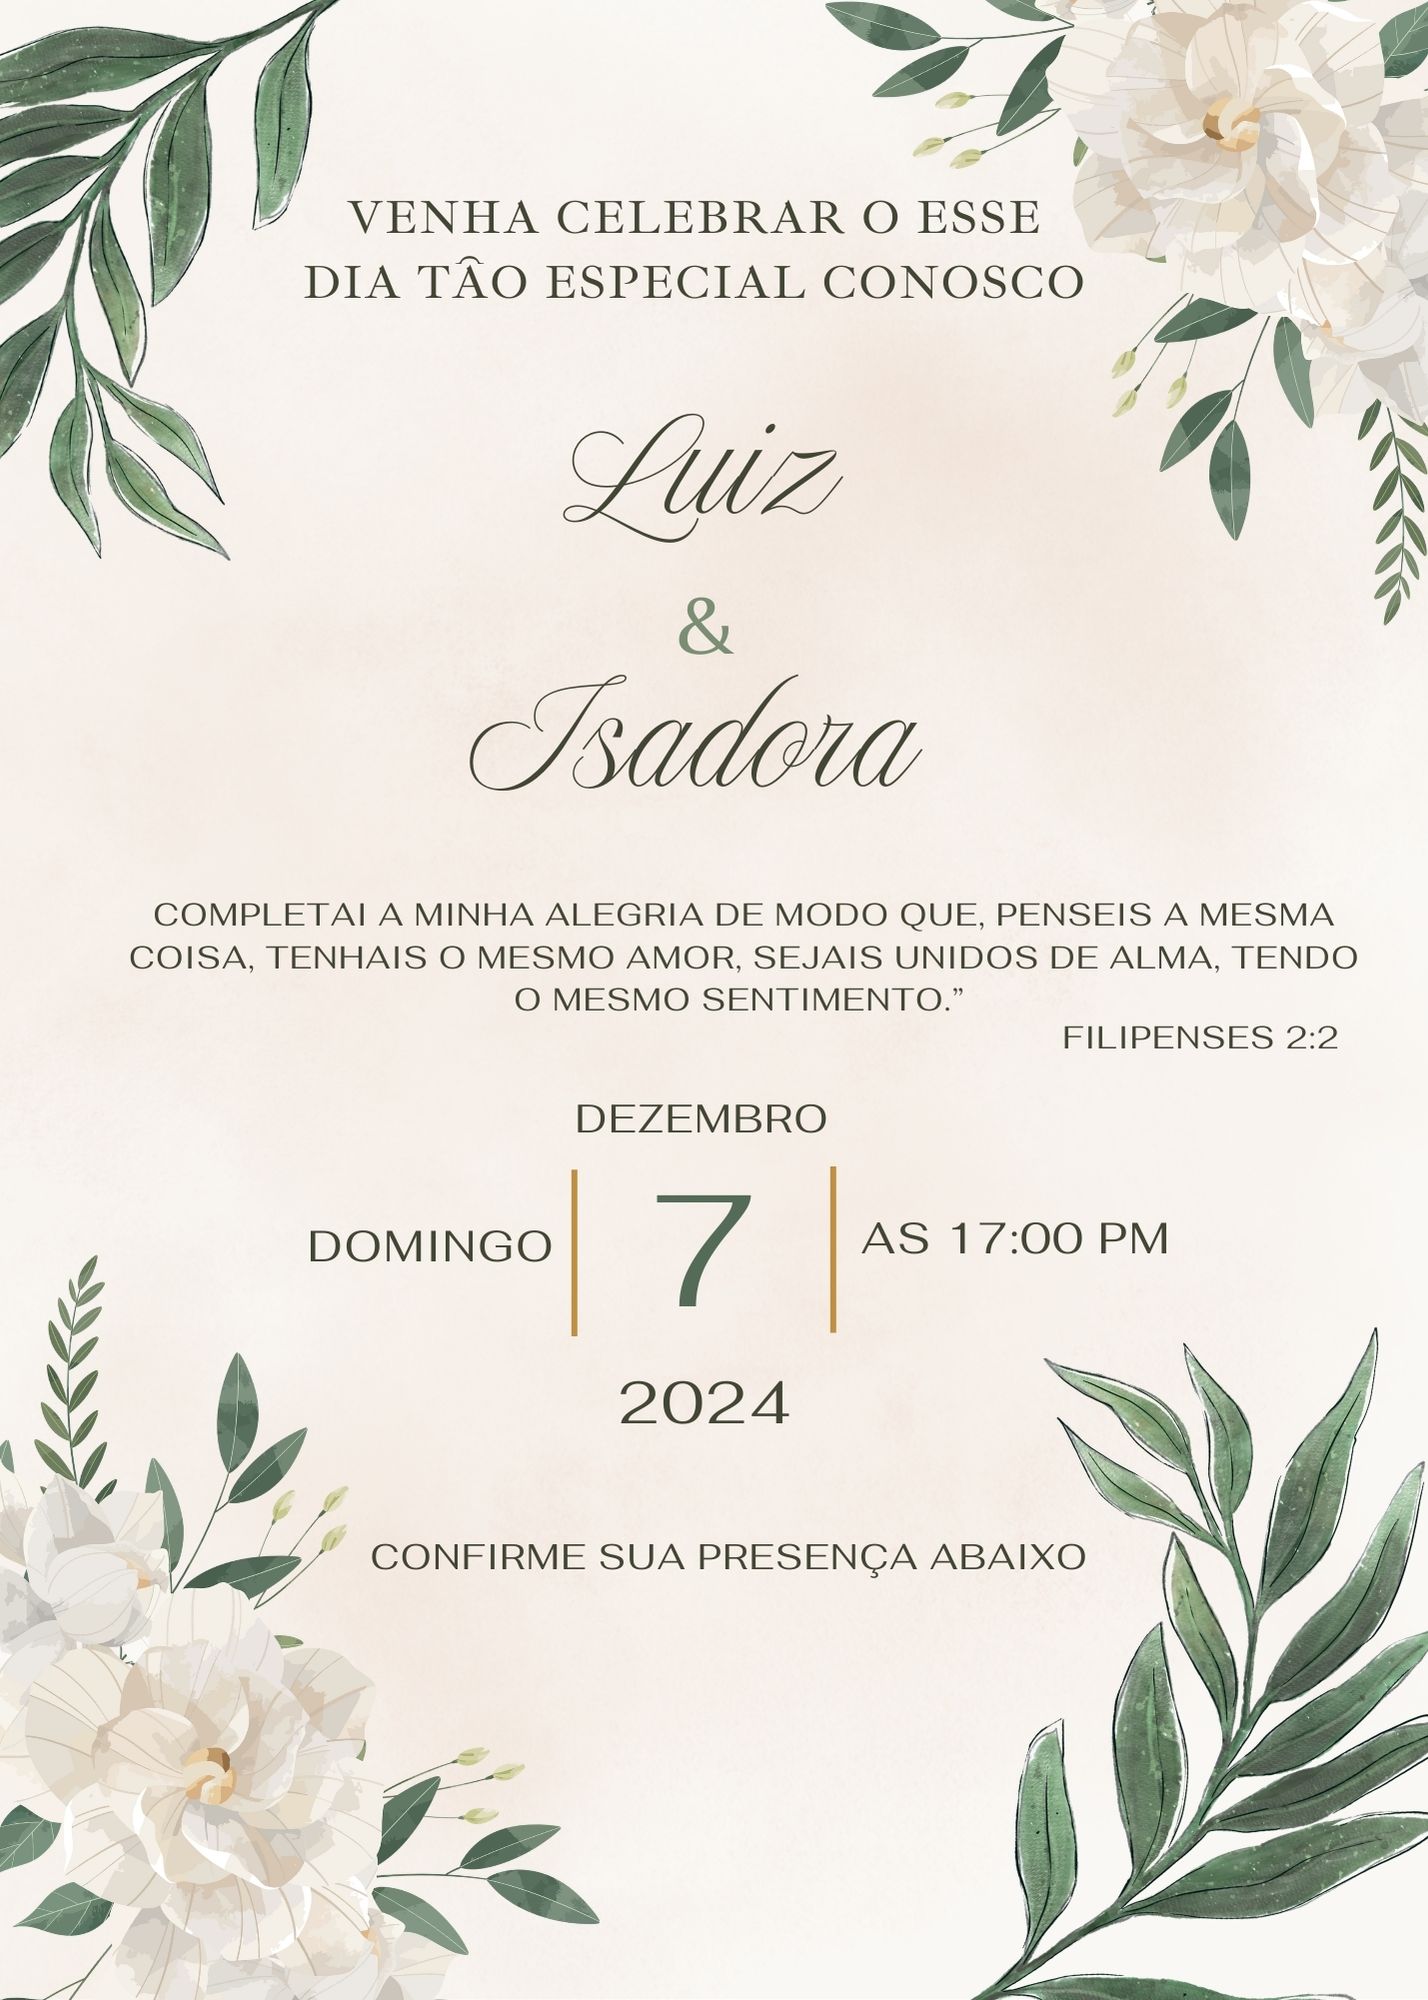 VENHA CELEBRAR O ESSE
DIA TÂO ESPECIAL CONOSCO
Luiz
&
Isadora
COMPLETAI A MINHA ALEGRIA DE MODO QUE, PENSEIS A MESMA
COISA, TENHAIS O MESMO AMOR, SEJAIS UNIDOS DE ALMA, TENDO
O MESMO SENTIMENTO.”
FILIPENSES 2:2
DEZEMBRO
DOMINGO
7
AS 17:00 PM
2024
CONFIRME SUA PRESENÇA ABAIXO